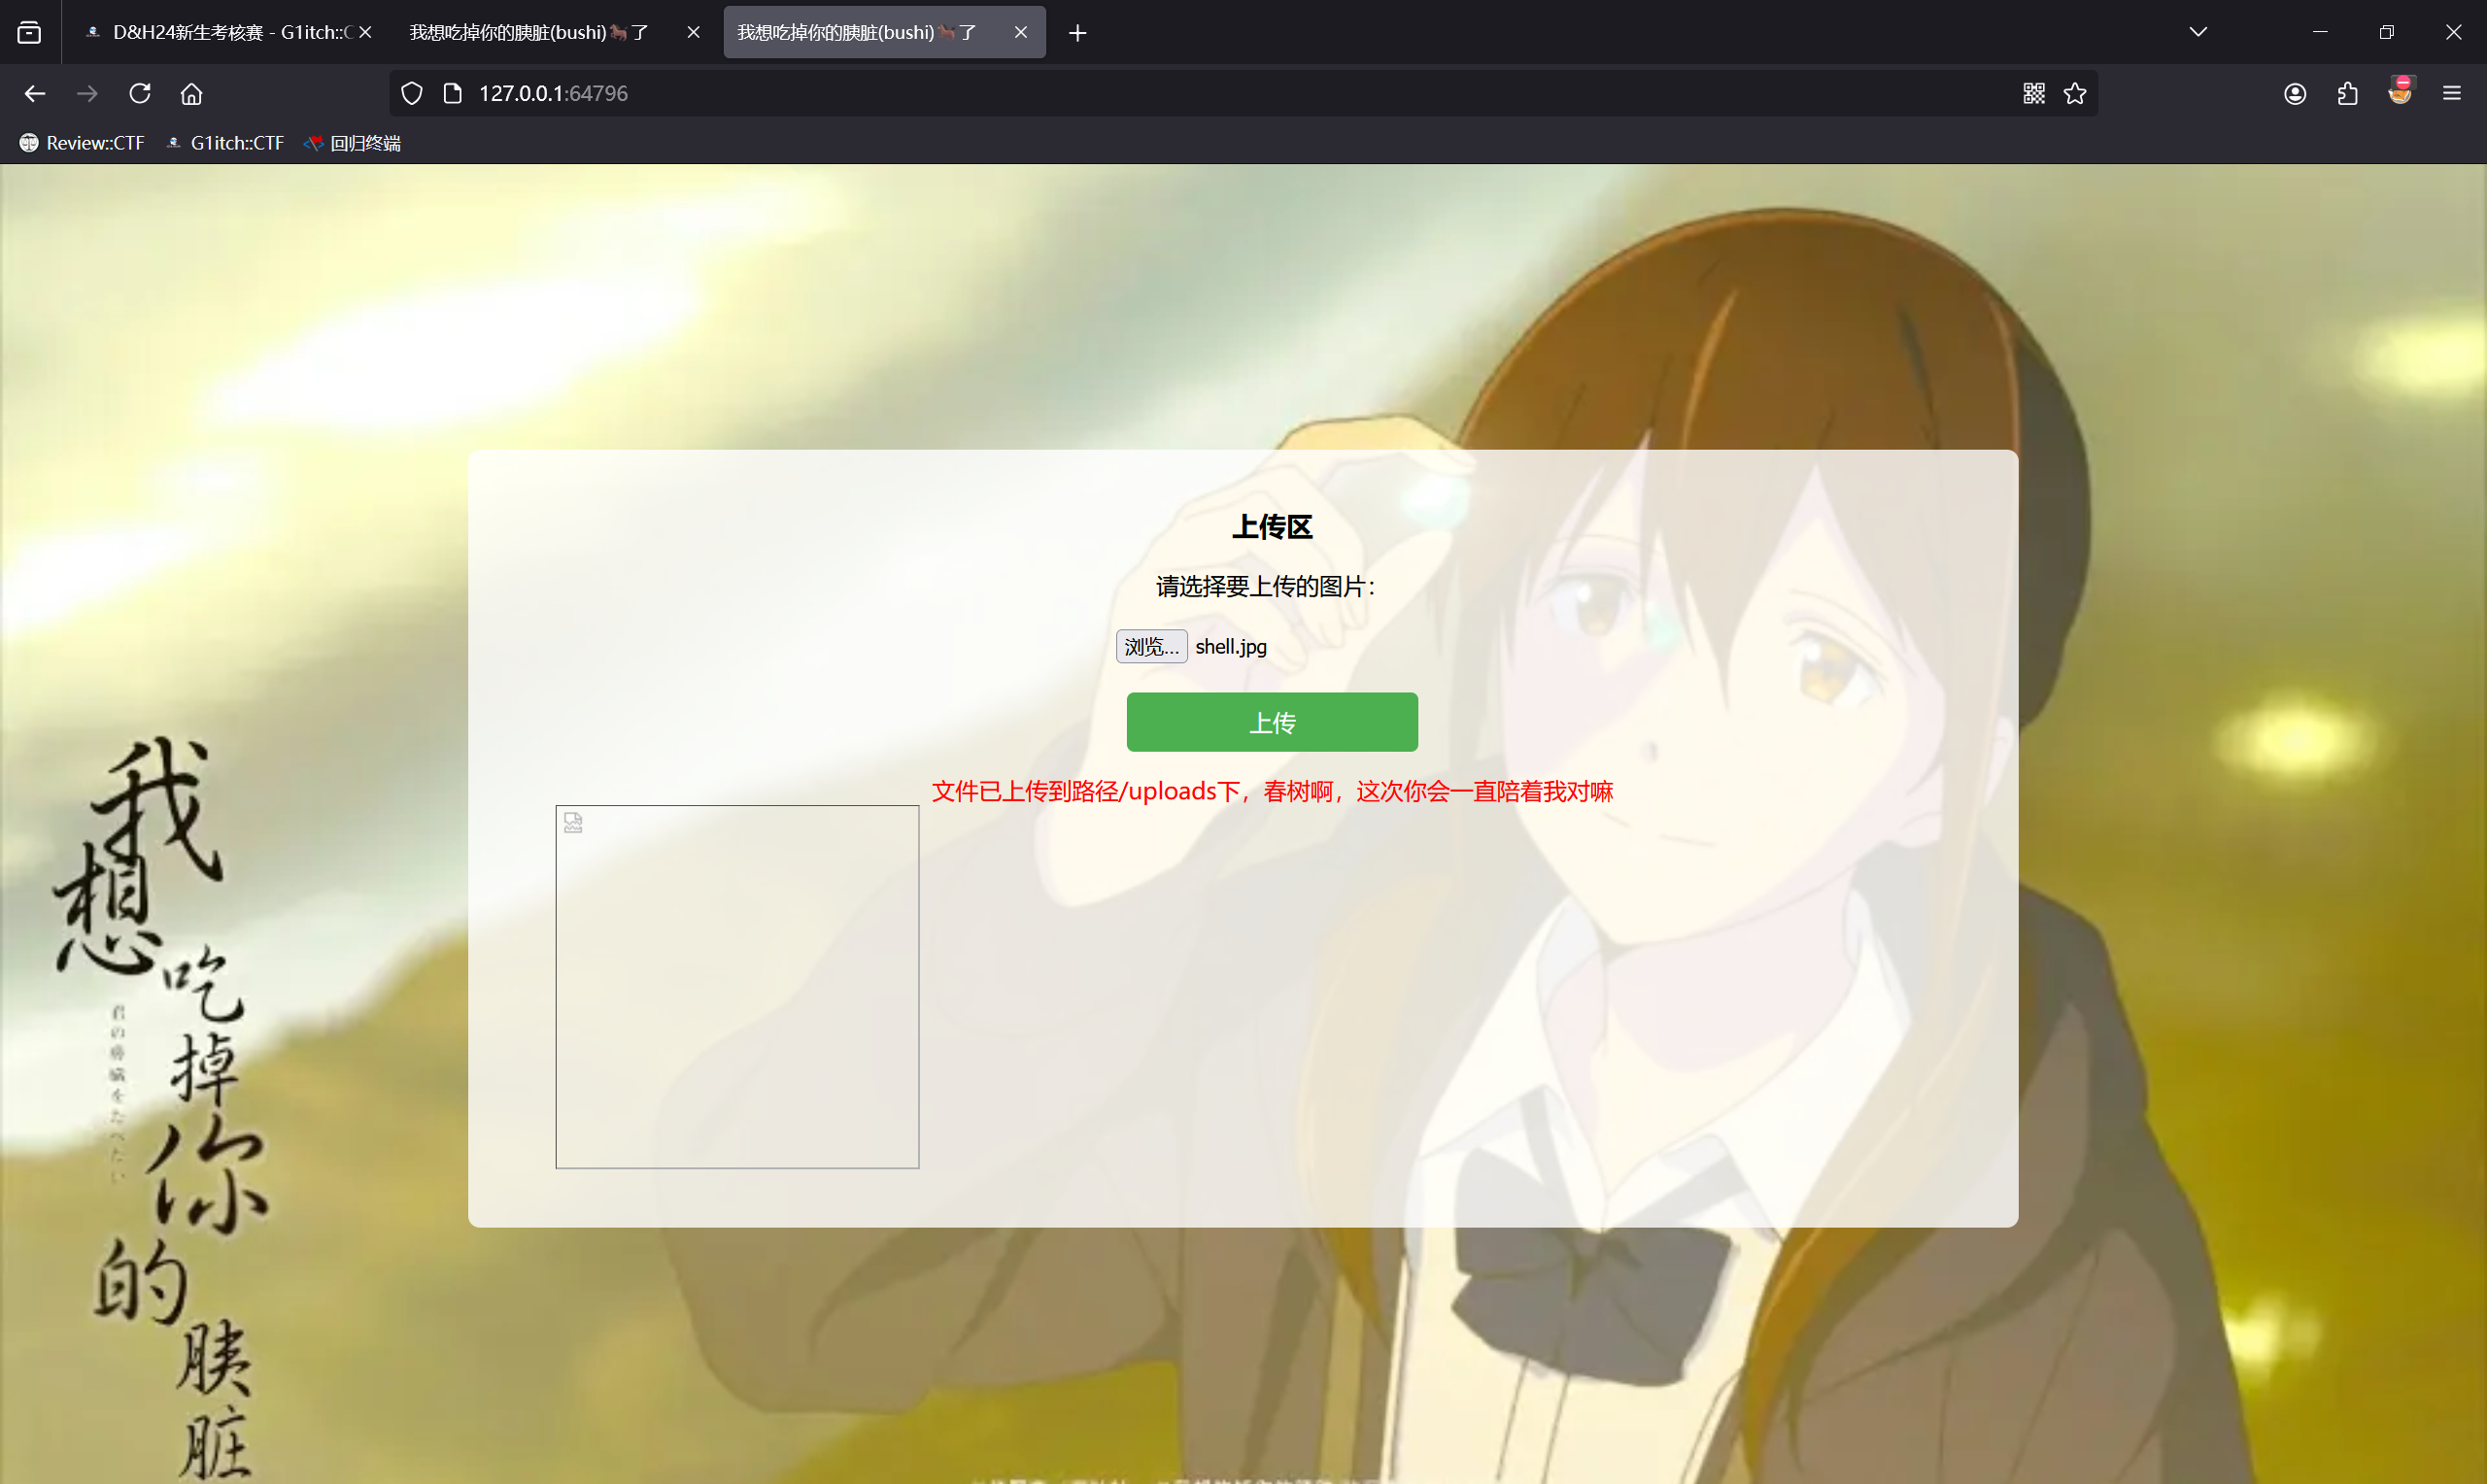 D&H24新生考核赛 - G1itch::C
我想吃掉你的胰脏(bushi)🐎了
我想吃掉你的胰脏(bushi)🐎了
127.0.0.1:64796
Review::CTF
G1itch::CTF
回归终端
上传区
请选择要上传的图片：
浏览... shell.jpg
上传
文件已上传到路径/uploads下，春树啊，这次你会一直陪着我对嘛
我想吃掉你的胰脏
君の膵臓をたべたい